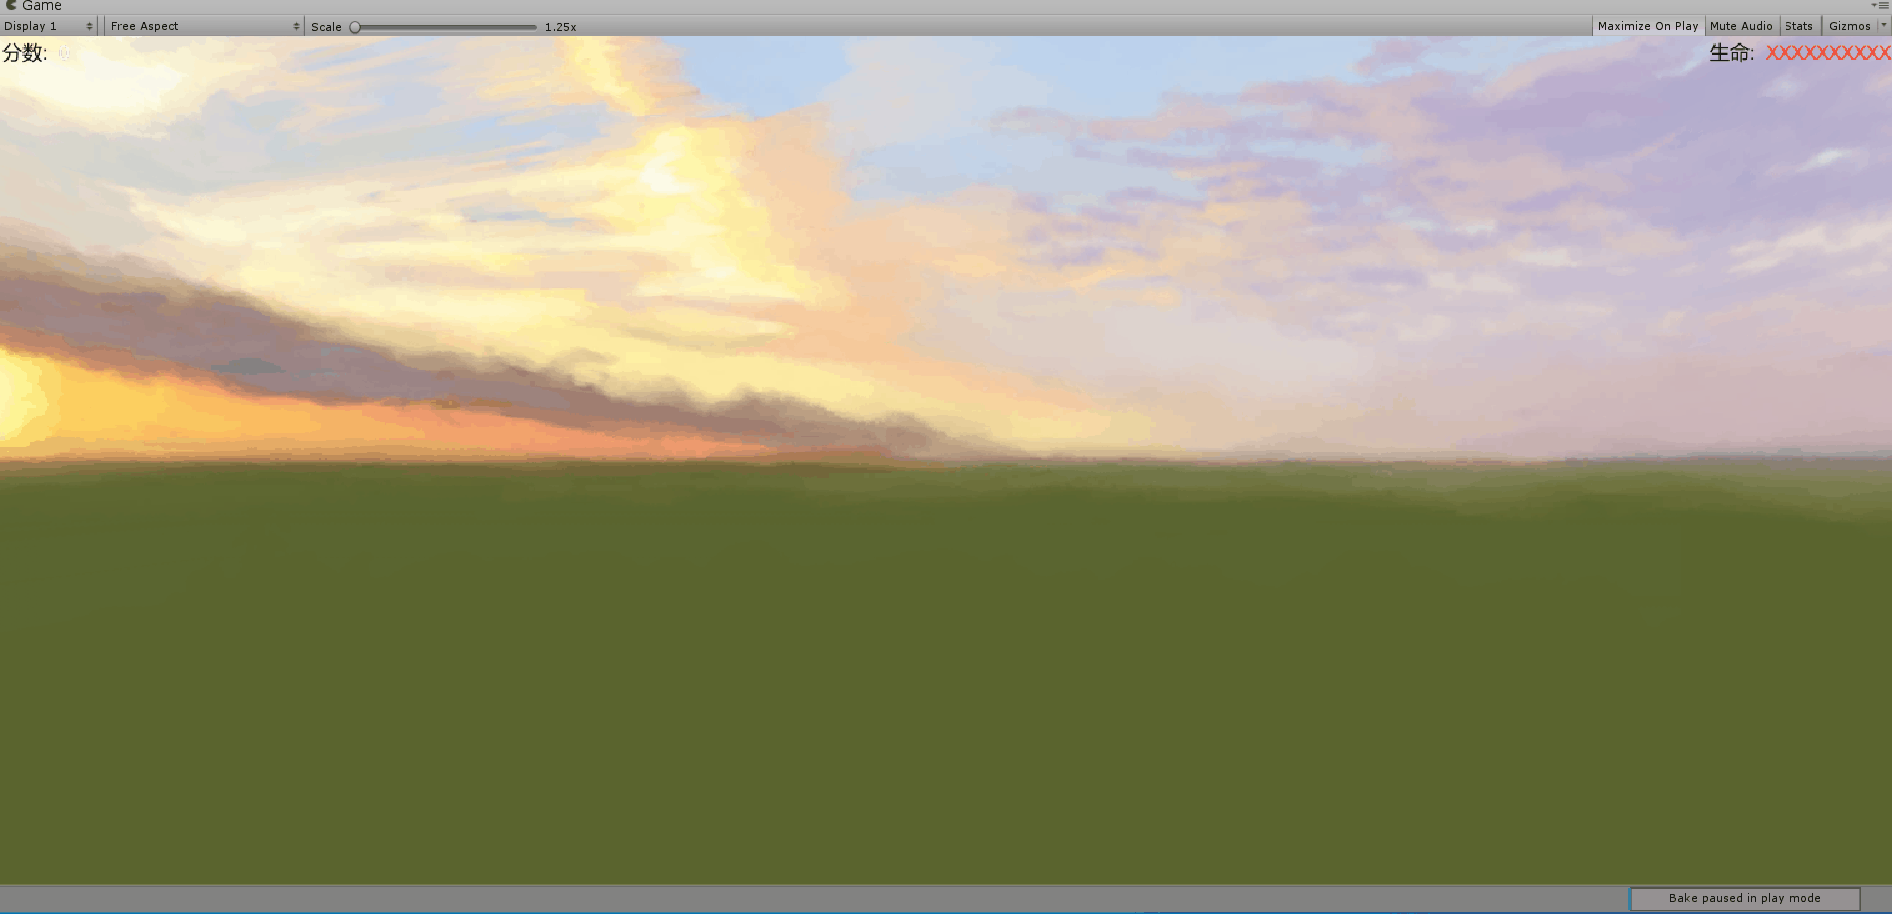 Game
Display 1 Free Aspect Scale 1.25x Maximize On Play Mute Audio Stats Gizmos
分数: 生命: XXXXXXXXXX
Bake paused in play mode